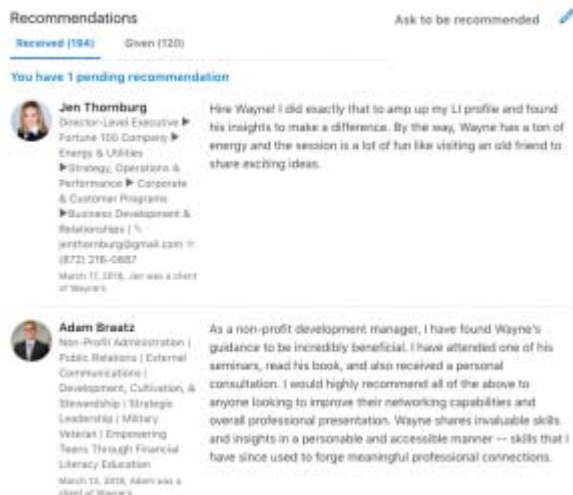 Recommendations
Ask to be recommended
Received (194)
Given (120)
You have 1 pending recommendation
Jen Thornburg
Director-Level Executive ▶
Fortune 100 Company ▶
Energy & Utilities
▶Strategy, Operations &
Performance ▶ Corporate
& Customer Programs
▶Business Development &
Relationships |
jenthornburg@gmail.com
March 17, 2018, Jen was a client
of Wayne's
Hire Wayne! I did exactly that to amp up my LI profile and found
his insights to make a difference. By the way, Wayne has a ton of
energy and the session is a lot of fun like visiting an old friend to
share exciting ideas.
Adam Braatz
Non-Profit Administration |
Public Relations | External
Communications |
Development, Cultivation, &
Stewardship | Strategic
Leadership | Military
Veteran | Empowering
Teens Through Financial
Literacy Education
March 13, 2018, Adam was a
client of Wayne's
As a non-profit development manager, I have found Wayne's
guidance to be incredibly beneficial. I have attended one of his
seminars, read his book, and also received a personal
consultation. I would highly recommend all of the above to
anyone looking to improve their networking capabilities and
overall professional presentation. Wayne shares invaluable skills
and insights in a personable and accessible manner -- skills that I
have since used to forge meaningful professional connections.